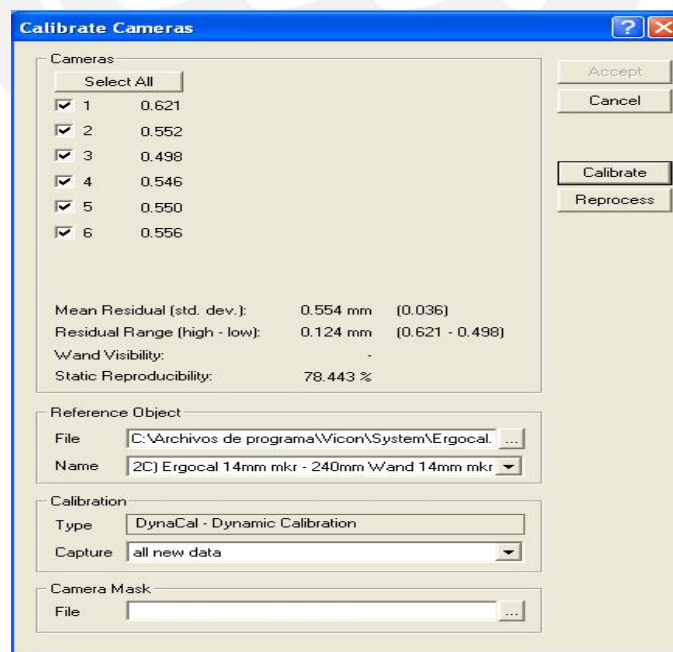 Calibrate Cameras
Cameras
Select All
1 0.621
2 0.552
3 0.498
4 0.546
5 0.550
6 0.556
Mean Residual (std. dev.): 0.554 mm (0.036)
Residual Range (high - low): 0.124 mm (0.621 - 0.498)
Wand Visibility: -
Static Reproducibility: 78.443 %
Accept
Cancel
Calibrate
Reprocess
Reference Object
File C:\Archivos de programa\Vicon\System\Ergocal. ...
Name 2C) Ergocal 14mm mkr - 240mm Wand 14mm mkr
Calibration
Type DynaCal - Dynamic Calibration
Capture all new data
Camera Mask
File ...